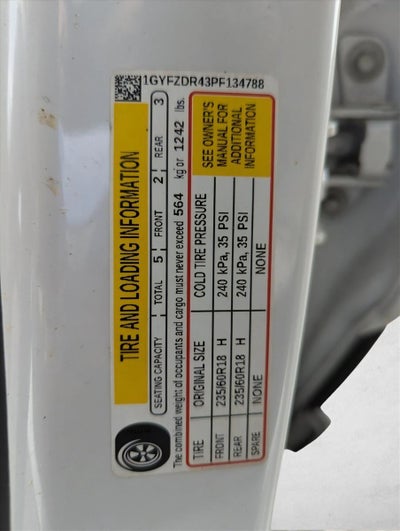 1GYFZDR43PF134788
TIRE AND LOADING INFORMATION
SEATING CAPACITY | TOTAL 5 | FRONT 2 | REAR 3
The combined weight of occupants and cargo must never exceed 564 kg or 1242 lbs.
TIRE ORIGINAL SIZE COLD TIRE PRESSURE
FRONT 235/60R18 H 240 kPa, 35 PSI
REAR 235/60R18 H 240 kPa, 35 PSI
SPARE NONE NONE
SEE OWNER'S
MANUAL FOR
ADDITIONAL
INFORMATION